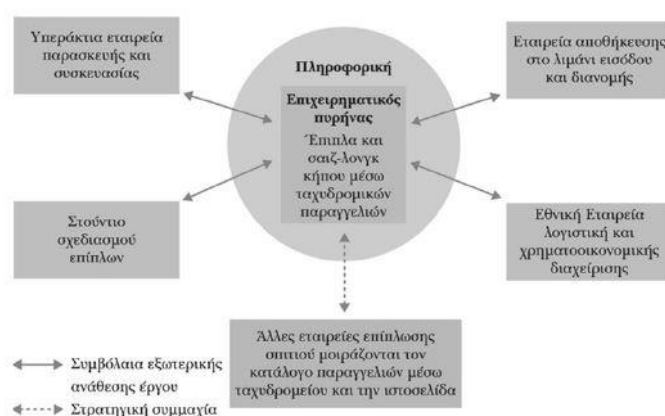 Υπεράκτια εταιρεία
παρασκευής και
συσκευασίας
Πληροφορική
Εταιρεία αποθήκευσης
στο λιμάνι εισόδου
και διανομής
Επιχειρηματικός
πυρήνας
Έπιπλα και
σαιζ-λονγκ
κήπου μέσω
ταχυδρομικών
παραγγελιών
Στούντιο
σχεδιασμού
επίπλων
Εθνική Εταιρεία
λογιστική και
χρηματοοικονομικής
διαχείρισης
Άλλες εταιρείες επίπλωσης
σπιτιού μοιράζονται τον
κατάλογο παραγγελιών μέσω
ταχυδρομείου και την ιστοσελίδα
Συμβόλαια εξωτερικής
ανάθεσης έργου
Στρατηγική συμμαχία